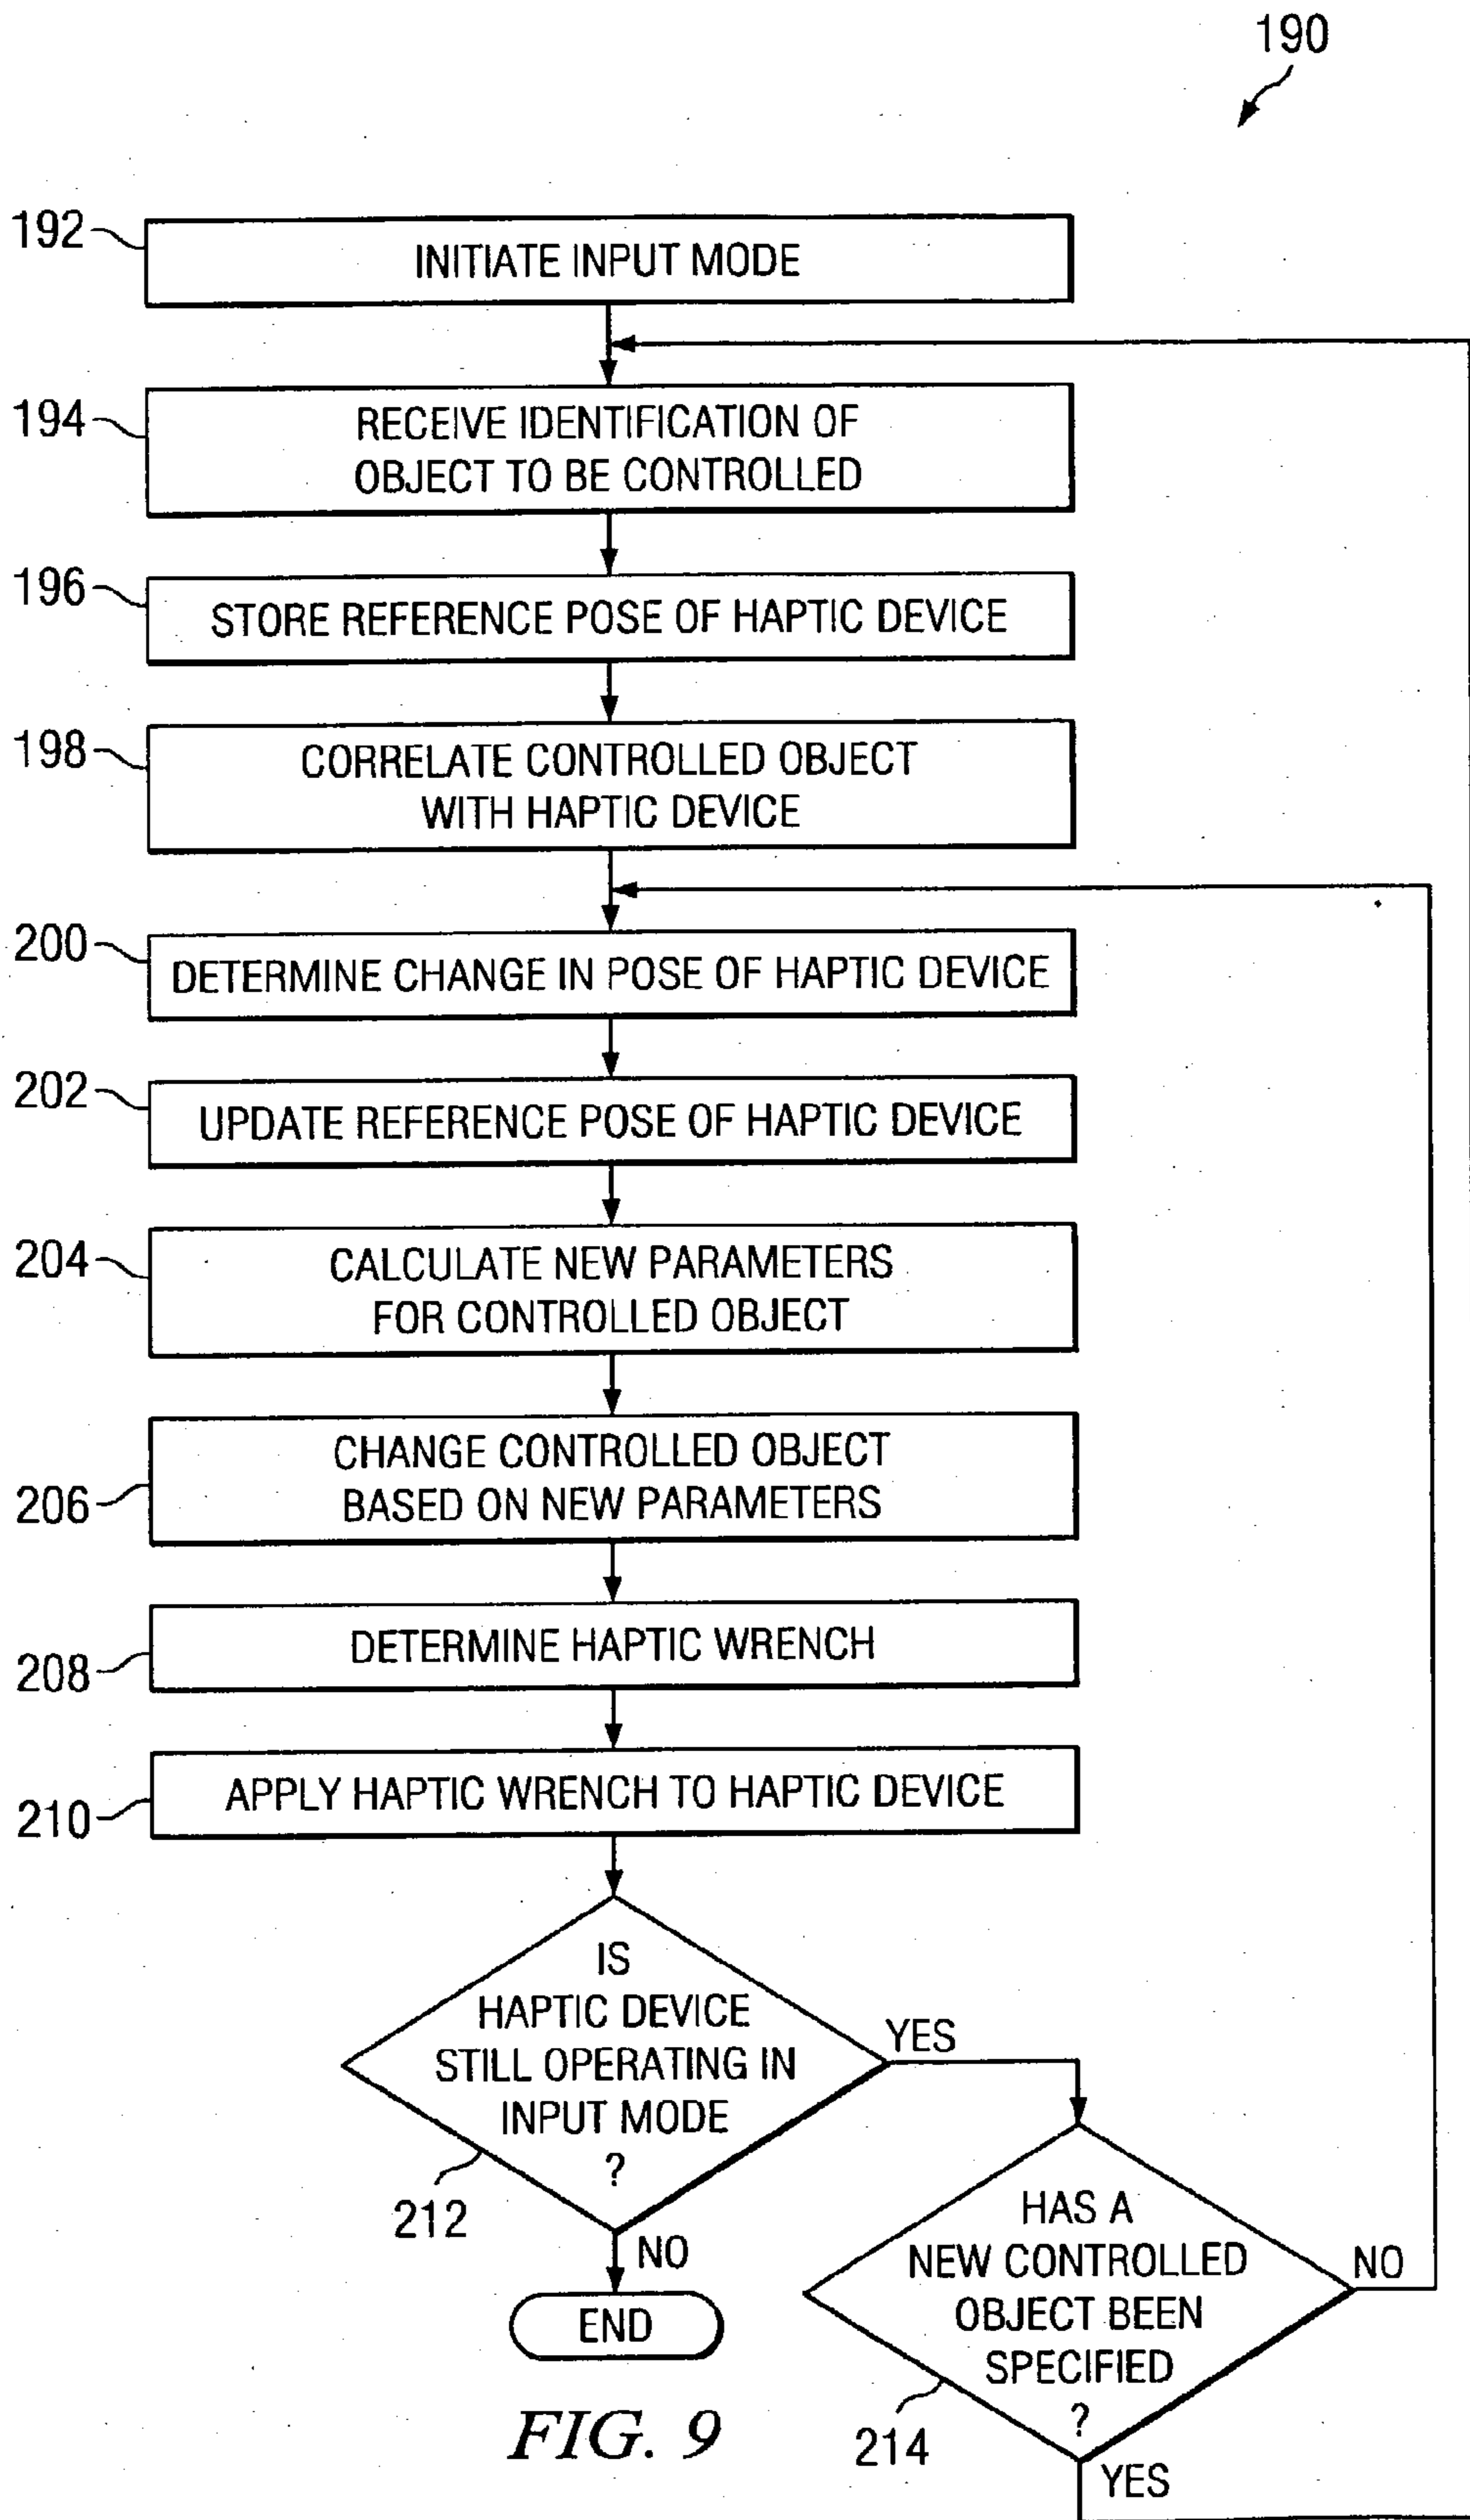 190
192
INITIATE INPUT MODE
194
RECEIVE IDENTIFICATION OF
OBJECT TO BE CONTROLLED
196
STORE REFERENCE POSE OF HAPTIC DEVICE
198
CORRELATE CONTROLLED OBJECT
WITH HAPTIC DEVICE
200
DETERMINE CHANGE IN POSE OF HAPTIC DEVICE
202
UPDATE REFERENCE POSE OF HAPTIC DEVICE
204
CALCULATE NEW PARAMETERS
FOR CONTROLLED OBJECT
206
CHANGE CONTROLLED OBJECT
BASED ON NEW PARAMETERS
208
DETERMINE HAPTIC WRENCH
210
APPLY HAPTIC WRENCH TO HAPTIC DEVICE
IS
HAPTIC DEVICE
STILL OPERATING IN
INPUT MODE
?
YES
212
NO
END
HAS A
NEW CONTROLLED
OBJECT BEEN
SPECIFIED
?
NO
214
YES
FIG. 9